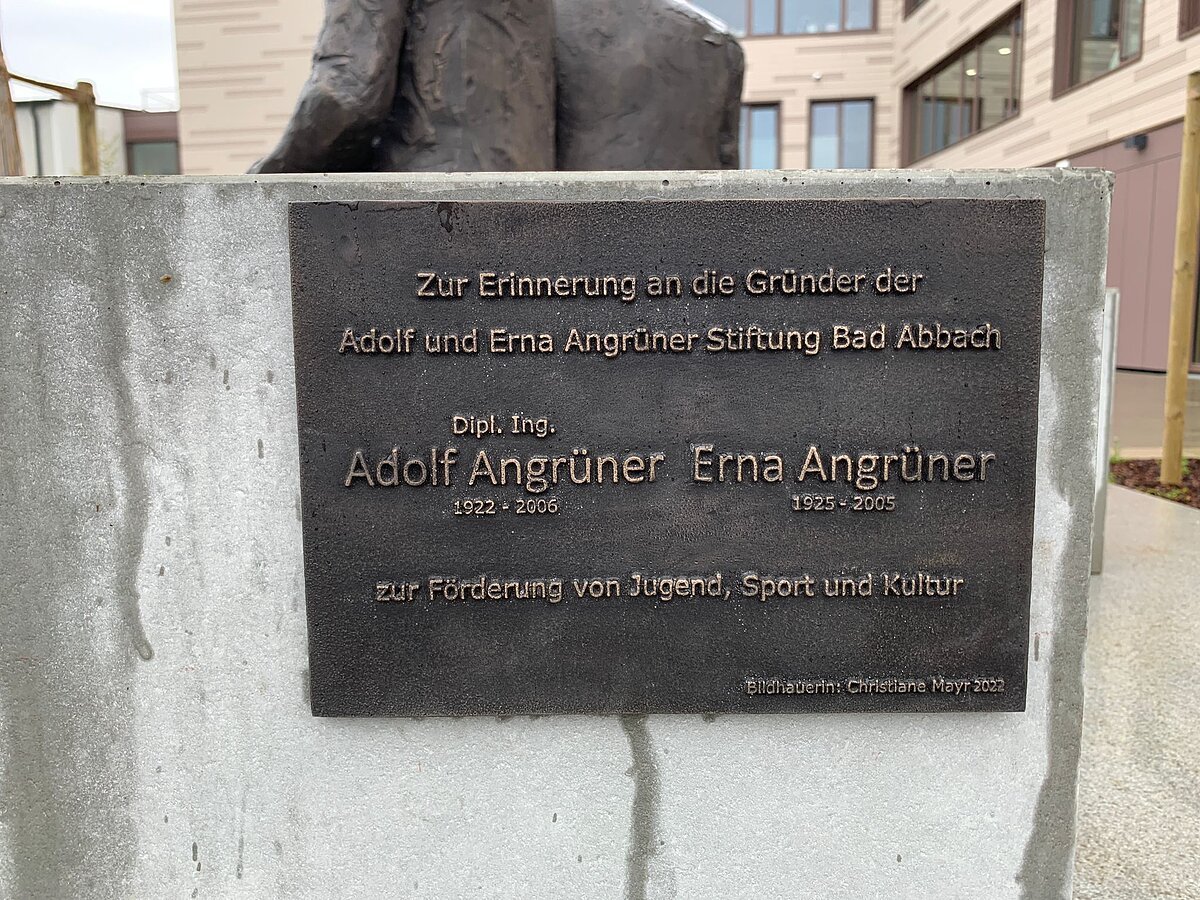 Zur Erinnerung an die Gründer der
Adolf und Erna Angrüner Stiftung Bad Abbach
Dipl. Ing.
Adolf Angrüner Erna Angrüner
1922 - 2006 1925 - 2005
zur Förderung von Jugend, Sport und Kultur
Bildhauerin: Christiane Mayr 2022